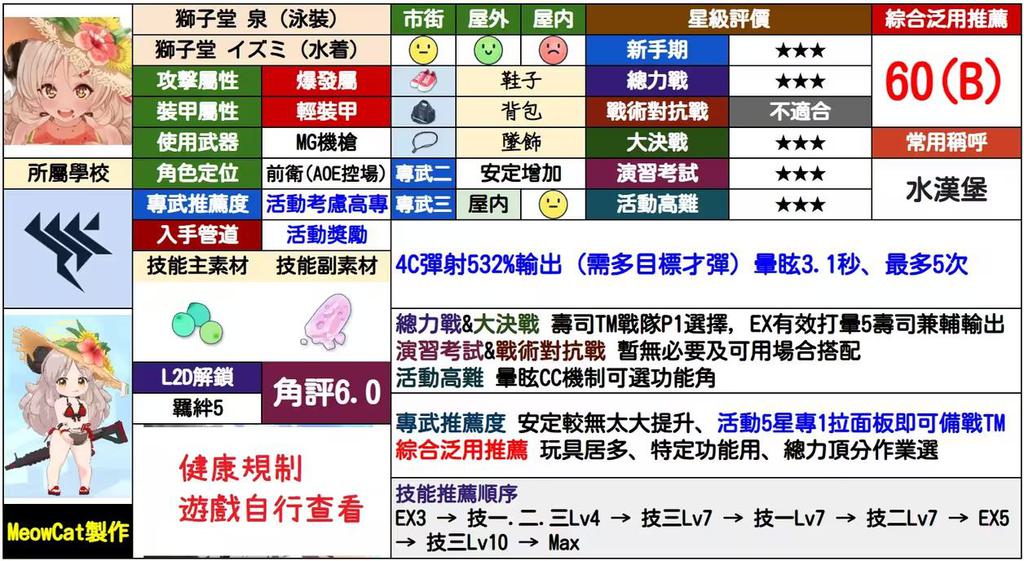 獅子堂 泉（泳裝）
市街 屋外 屋内 星級評價 綜合泛用推薦
獅子堂 イズミ（水着）
新手期 ★★★
60(B)
攻擊屬性 爆發屬 鞋子 總力戰 ★★★
裝甲屬性 輕裝甲 背包 戰術對抗戰 不適合
使用武器 MG機槍 墜飾 大決戰 ★★★ 常用稱呼
所屬學校 角色定位 前衛(AOE控場) 專武二 安定增加 演習考試 ★★★
水漢堡
專武推薦度 活動考慮高專 專武三 屋内 活動高難 ★★★
入手管道 活動獎勵
技能主素材 技能副素材
4C彈射532%輸出（需多目標才彈）暈眩3.1秒、最多5次
總力戰&大決戰 壽司TM戰隊P1選擇，EX有效打暈5壽司兼輔輸出
演習考試&戰術對抗戰 暫無必要及可用場合搭配
活動高難 暈眩CC機制可選功能角
L2D解鎖
羈絆5
角評6.0
專武推薦度 安定較無太大提升、活動5星專1拉面板即可備戰TM
綜合泛用推薦 玩具居多、特定功能用、總力頂分作業選
健康規制
遊戲自行查看
技能推薦順序
EX3 → 技一.二.三Lv4 → 技三Lv7 → 技一Lv7 → 技二Lv7 → EX5
→ 技三Lv10 → Max
MeowCat製作